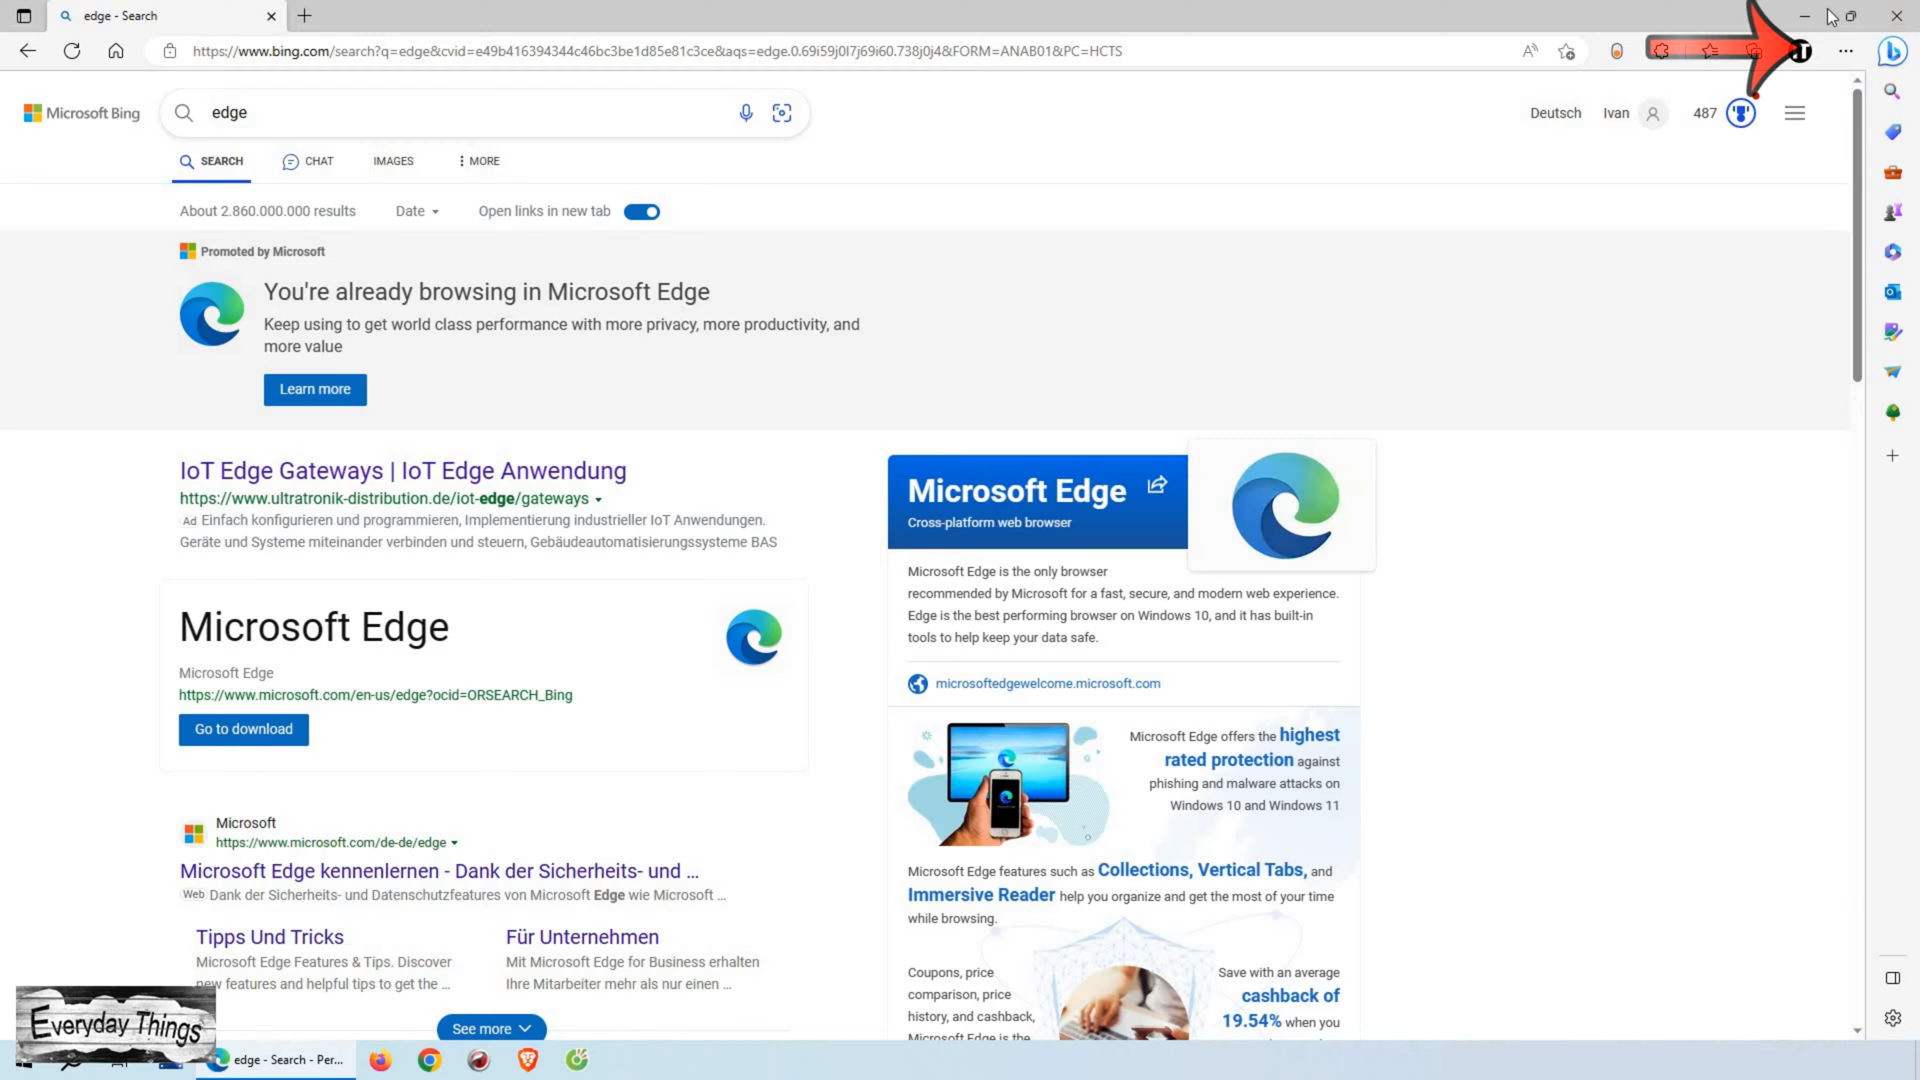 edge - Search
https://www.bing.com/search?q=edge&cvid=e49b416394344c46bc3be1d85e81c3ce&aqs=edge.0.69i59j0l7j69i60.738j0j4&FORM=ANAB01&PC=HCTS
Microsoft Bing
edge
Deutsch
Ivan
487
SEARCH
CHAT
IMAGES
MORE
About 2.860.000.000 results
Date
Open links in new tab
Promoted by Microsoft
You're already browsing in Microsoft Edge
Keep using to get world class performance with more privacy, more productivity, and
more value
Learn more
IoT Edge Gateways | IoT Edge Anwendung
https://www.ultratronik-distribution.de/iot-edge/gateways
Ad Einfach konfigurieren und programmieren, Implementierung industrieller IoT Anwendungen.
Geräte und Systeme miteinander verbinden und steuern, Gebäudeautomatisierungssysteme BAS
Microsoft Edge
Microsoft Edge
https://www.microsoft.com/en-us/edge?ocid=ORSEARCH_Bing
Go to download
Microsoft
https://www.microsoft.com/de-de/edge
Microsoft Edge kennenlernen - Dank der Sicherheits- und ...
Web Dank der Sicherheits- und Datenschutzfeatures von Microsoft Edge wie Microsoft ...
Tipps Und Tricks
Microsoft Edge Features & Tips. Discover
new features and helpful tips to get the ...
Für Unternehmen
Mit Microsoft Edge for Business erhalten
Ihre Mitarbeiter mehr als nur einen ...
See more
Microsoft Edge
Cross-platform web browser
Microsoft Edge is the only browser
recommended by Microsoft for a fast, secure, and modern web experience.
Edge is the best performing browser on Windows 10, and it has built-in
tools to help keep your data safe.
microsoftedgewelcome.microsoft.com
Microsoft Edge offers the highest
rated protection against
phishing and malware attacks on
Windows 10 and Windows 11
Microsoft Edge features such as Collections, Vertical Tabs, and
Immersive Reader help you organize and get the most of your time
while browsing.
Coupons, price
comparison, price
history, and cashback,
Microsoft Edge is the
Save with an average
cashback of
19.54% when you
Everyday Things
edge - Search - Per...